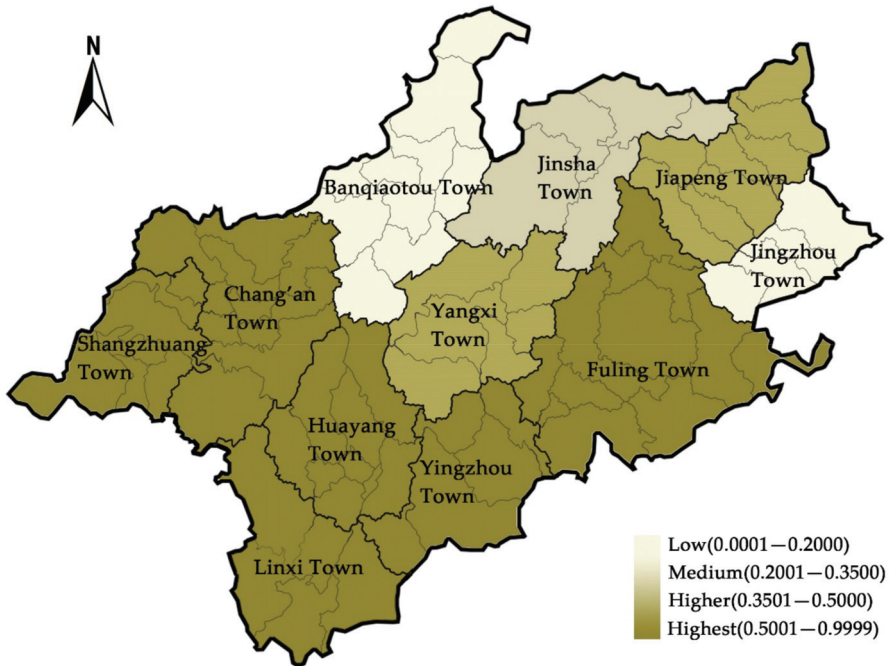 N
Banqiaotou Town
Jinsha
Town
Jiapeng Town
Jingzhou
Town
Chang'an
Town
Yangxi
Town
Shangzhuang
Town
Fuling Town
Huayang
Town
Yingzhou
Town
Linxi Town
Low(0.0001—0.2000)
Medium(0.2001—0.3500)
Higher(0.3501—0.5000)
Highest(0.5001—0.9999)